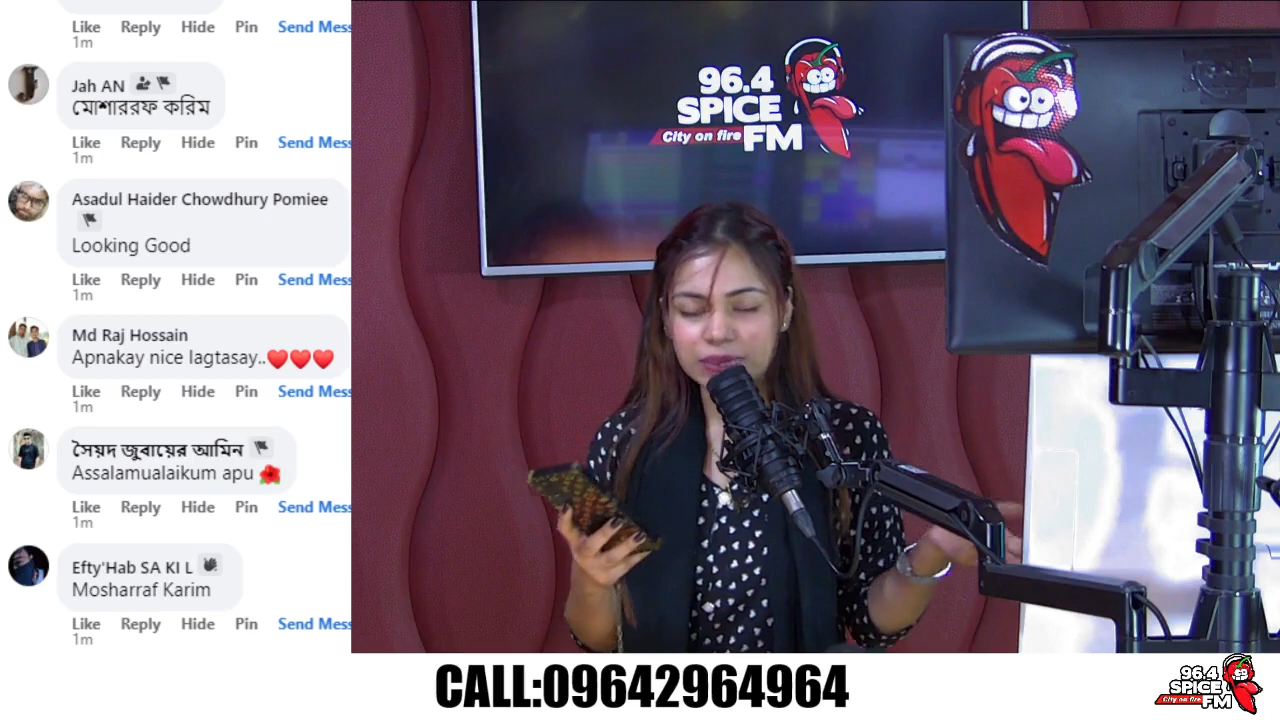 Like Reply Hide Pin Send Mess
1m
Jah AN
মোশাররফ করিম
Like Reply Hide Pin Send Mess
1m
Asadul Haider Chowdhury Pomiee
Looking Good
Like Reply Hide Pin Send Mess
1m
Md Raj Hossain
Apnakay nice lagtasay..❤️❤️❤️
Like Reply Hide Pin Send Mess
1m
সৈয়দ জুবায়ের আমিন
Assalamualaikum apu 🌺
Like Reply Hide Pin Send Mess
1m
Efty'Hab SA KI L
Mosharraf Karim
Like Reply Hide Pin Send Mess
1m
96.4
SPICE
City on fire FM
CALL:09642964964
96.4
SPICE
City on fire FM